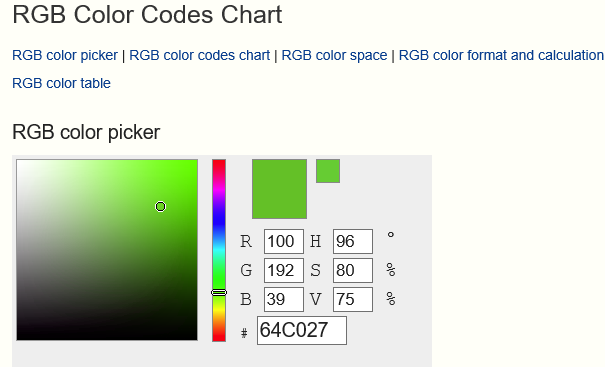 RGB Color Codes Chart
RGB color picker | RGB color codes chart | RGB color space | RGB color format and calculation
RGB color table
RGB color picker
R 100 H 96 °
G 192 S 80 %
B 39 V 75 %
# 64C027